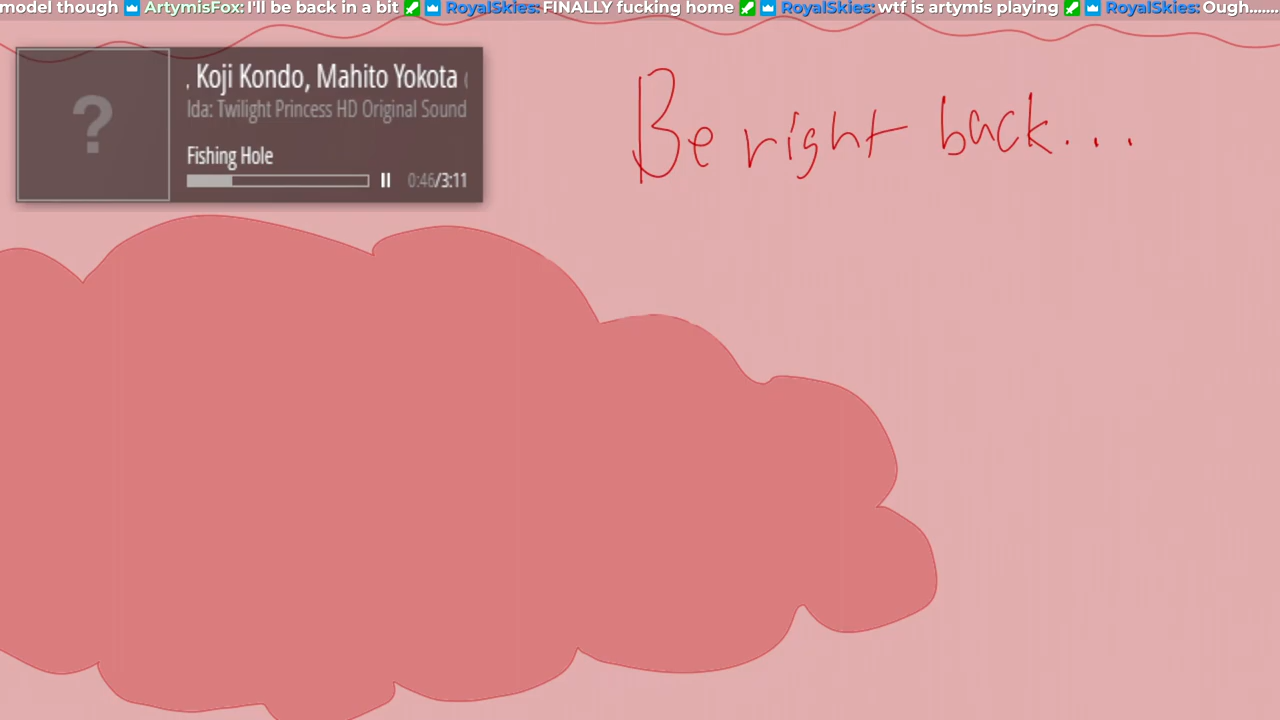 model though ArtymisFox: I'll be back in a bit RoyalSkies: FINALLY fucking home RoyalSkies: wtf is artymis playing RoyalSkies: Ough.......
. Koji Kondo, Mahito Yokota (
lda: Twilight Princess HD Original Sound
Fishing Hole
0:46/3:11
Be right back...